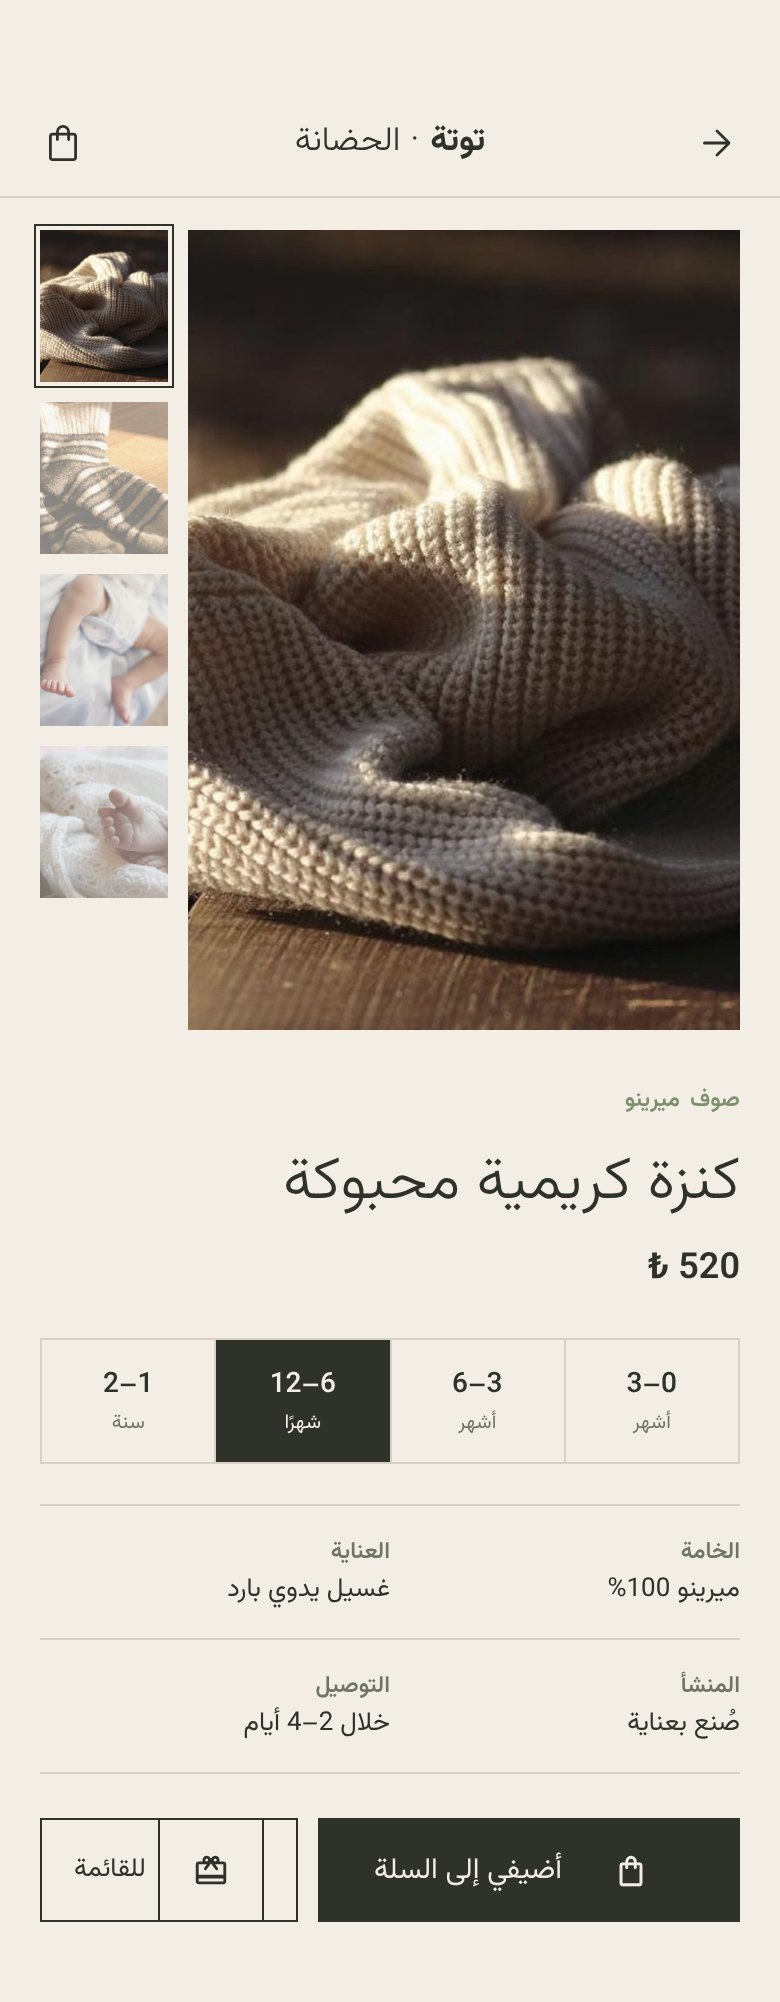 توتة · الحضانة
صوف ميرينو
كنزة كريمية محبوكة
520 ₺
0–3
أشهر
3–6
أشهر
6–12
شهرًا
1–2
سنة
الخامة
ميرينو 100%
العناية
غسيل يدوي بارد
المنشأ
صُنع بعناية
التوصيل
خلال 2–4 أيام
أضيفي إلى السلة
للقائمة